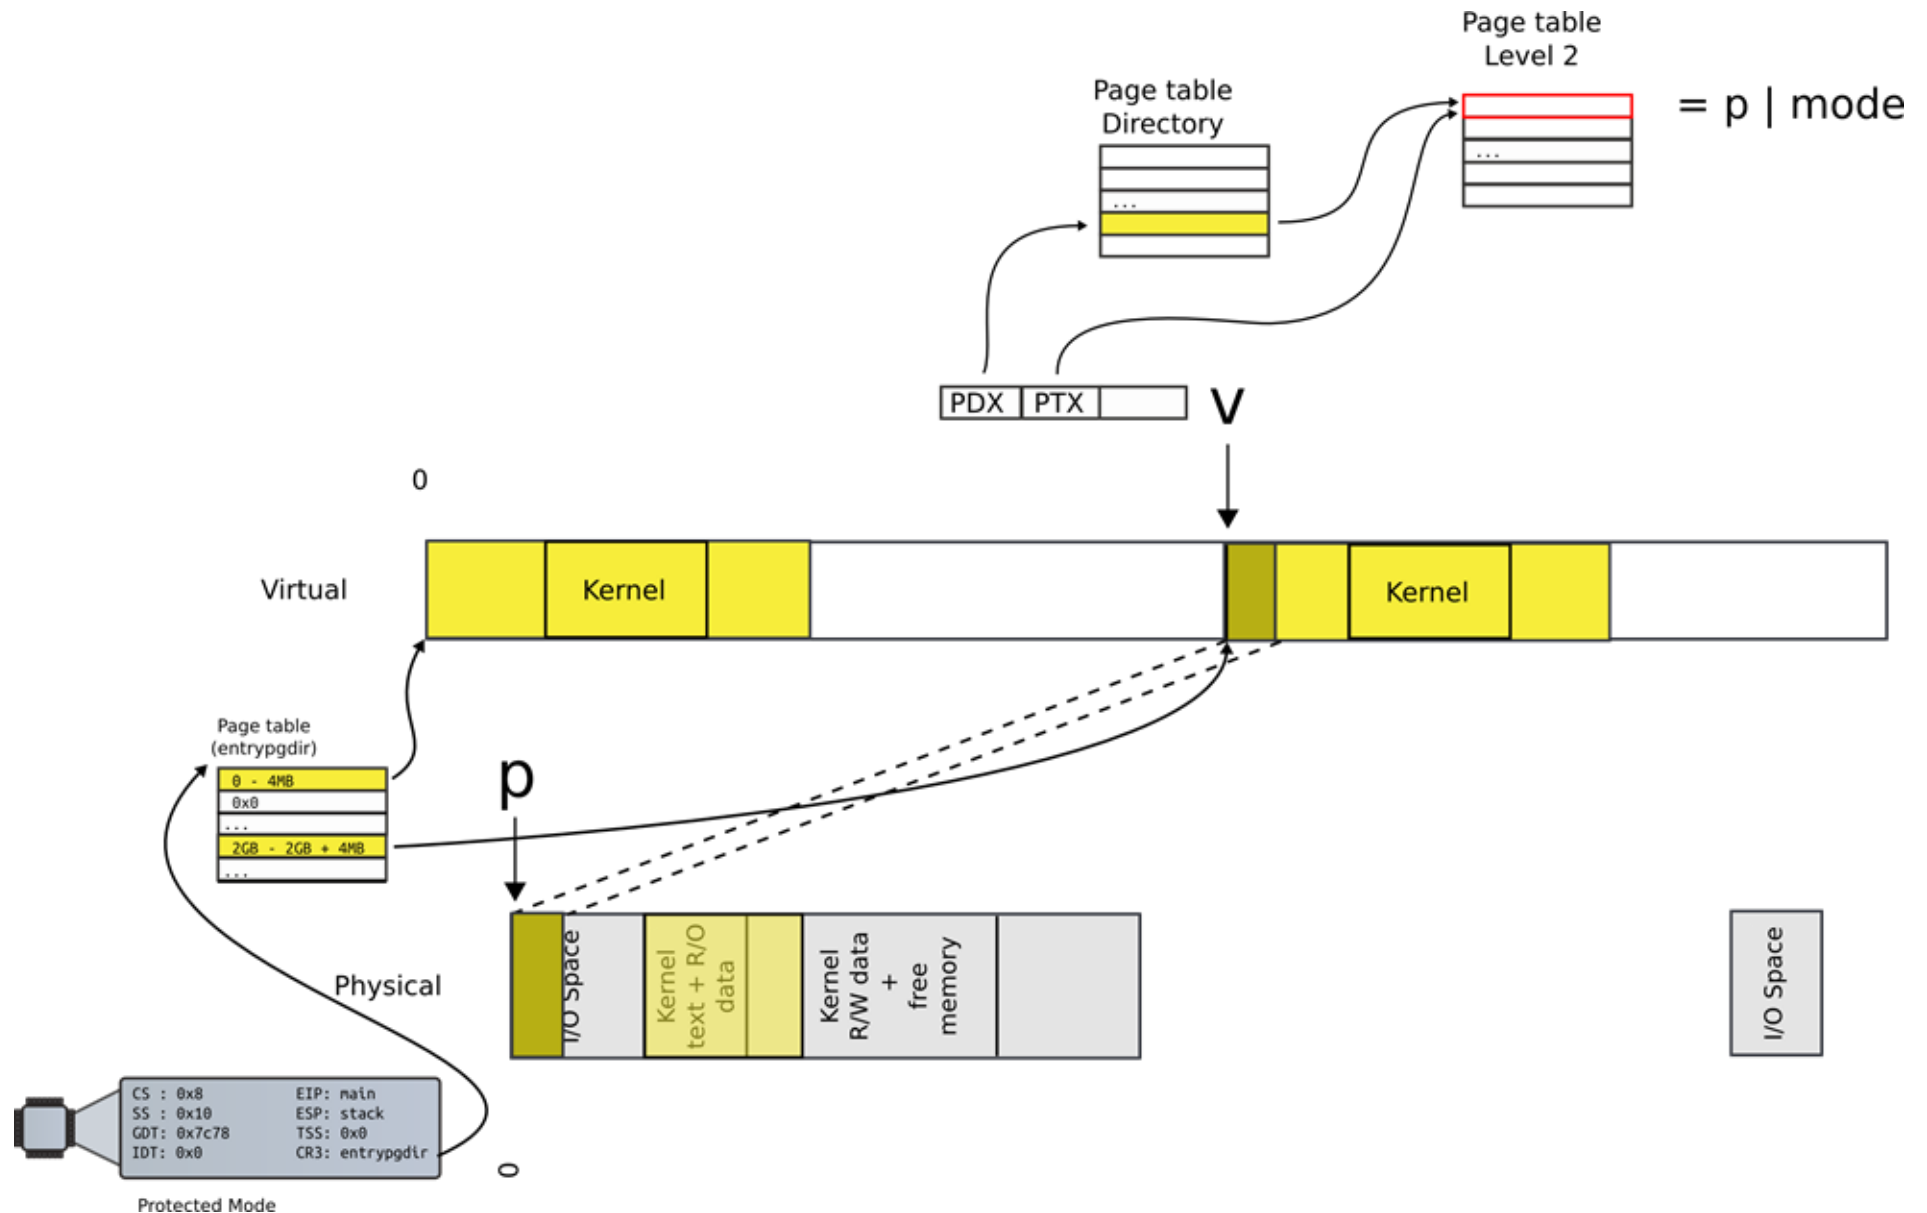 Page table
Level 2
= p | mode
Page table
Directory
...
...
PDX PTX
v
0
Virtual
Kernel
Kernel
Page table
(entrypgdir)
0 - 4MB
0x0
...
2GB - 2GB + 4MB
...
p
Physical
I/O Space
Kernel
text + R/O
data
Kernel
R/W data
+
free
memory
I/O Space
CS : 0x8 EIP: main
SS : 0x10 ESP: stack
GDT: 0x7c78 TSS: 0x0
IDT: 0x0 CR3: entrypgdir
0
Protected Mode